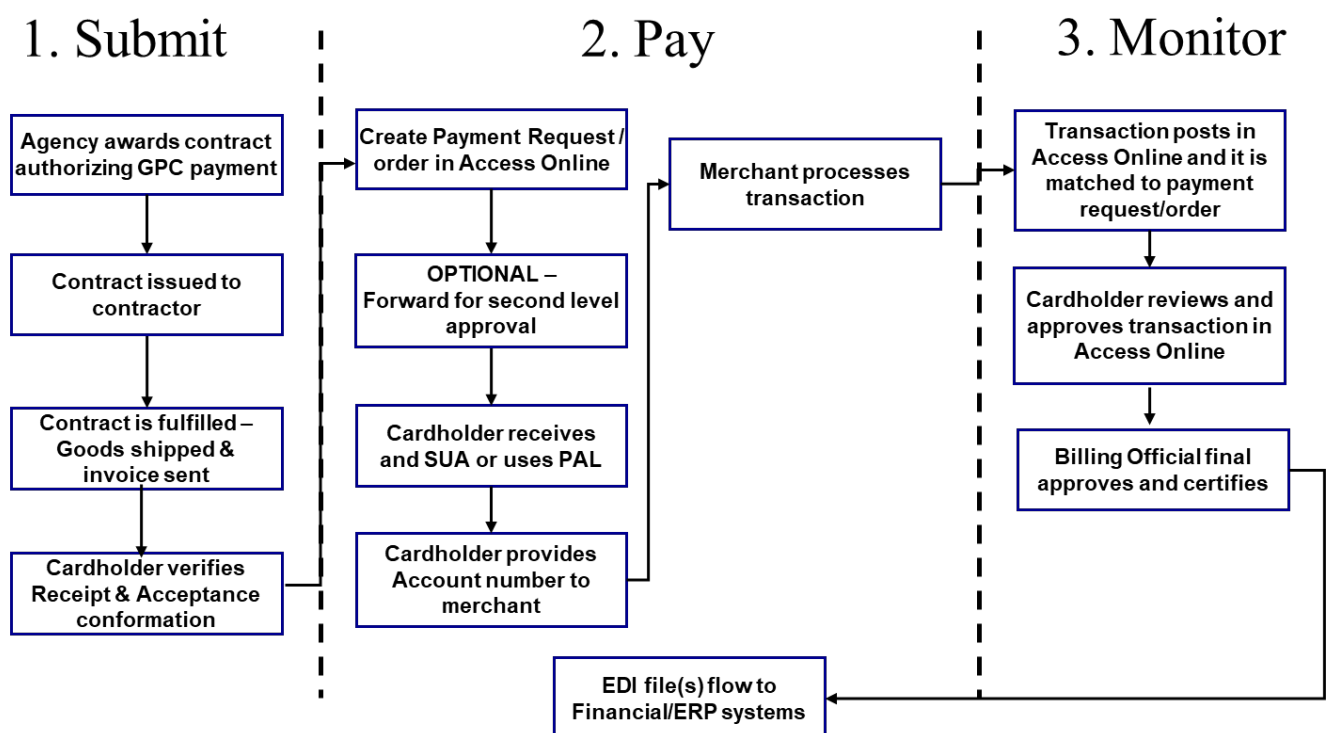 1. Submit
Agency awards contract
authorizing GPC payment
Contract issued to
contractor
Contract is fulfilled –
Goods shipped &
invoice sent
Cardholder verifies
Receipt & Acceptance
conformation
2. Pay
Create Payment Request /
order in Access Online
OPTIONAL –
Forward for second level
approval
Cardholder receives
and SUA or uses PAL
Cardholder provides
Account number to
merchant
Merchant processes
transaction
3. Monitor
Transaction posts in
Access Online and it is
matched to payment
request/order
Cardholder reviews and
approves transaction in
Access Online
Billing Official final
approves and certifies
EDI file(s) flow to
Financial/ERP systems